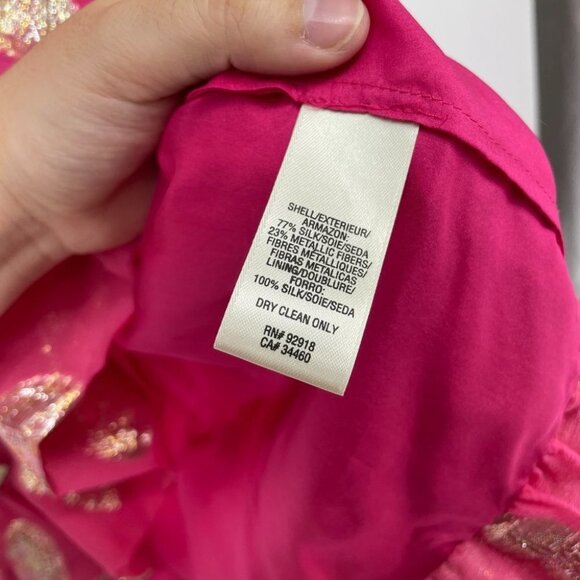 SHELL/EXTERIEUR/
ARMAZON:
77% SILK/SOIE/SEDA
23% METALLIC FIBERS/
FIBRES METALLIQUES/
FIBRAS METALICAS
LINING/DOUBLURE/
FORRO:
100% SILK/SOIE/SEDA
DRY CLEAN ONLY
RN# 92918
CA# 34460